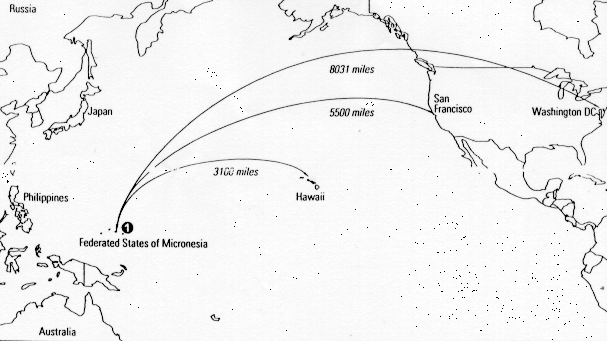 Russia
8031 miles
San
Francisco
Japan
5500 miles
Washington DC
3100 miles
Philippines
Hawaii
1
Federated States of Micronesia
Australia